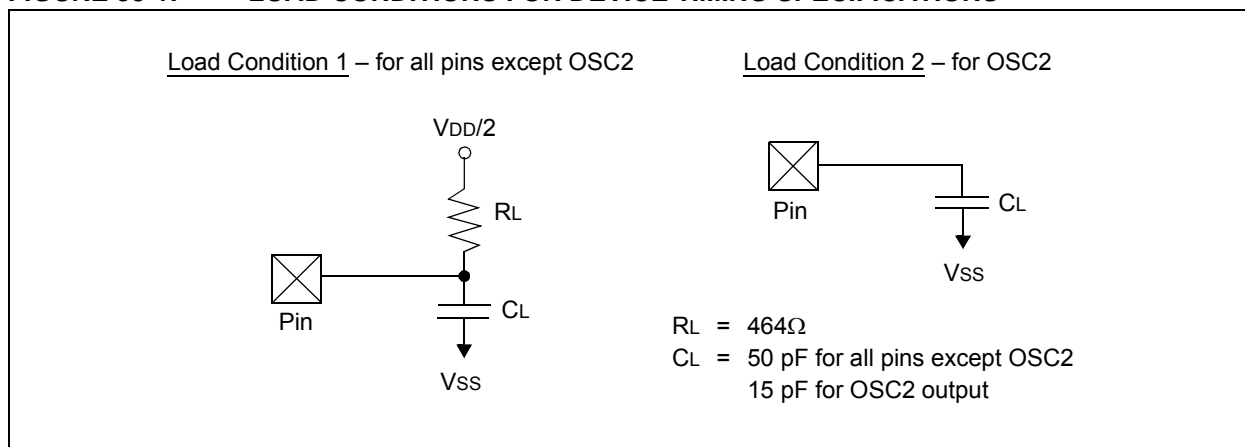 Load Condition 1 – for all pins except OSC2
Load Condition 2 – for OSC2
VDD/2
RL
Pin
CL
VSS
Pin
CL
VSS
RL = 464Ω
CL = 50 pF for all pins except OSC2
15 pF for OSC2 output